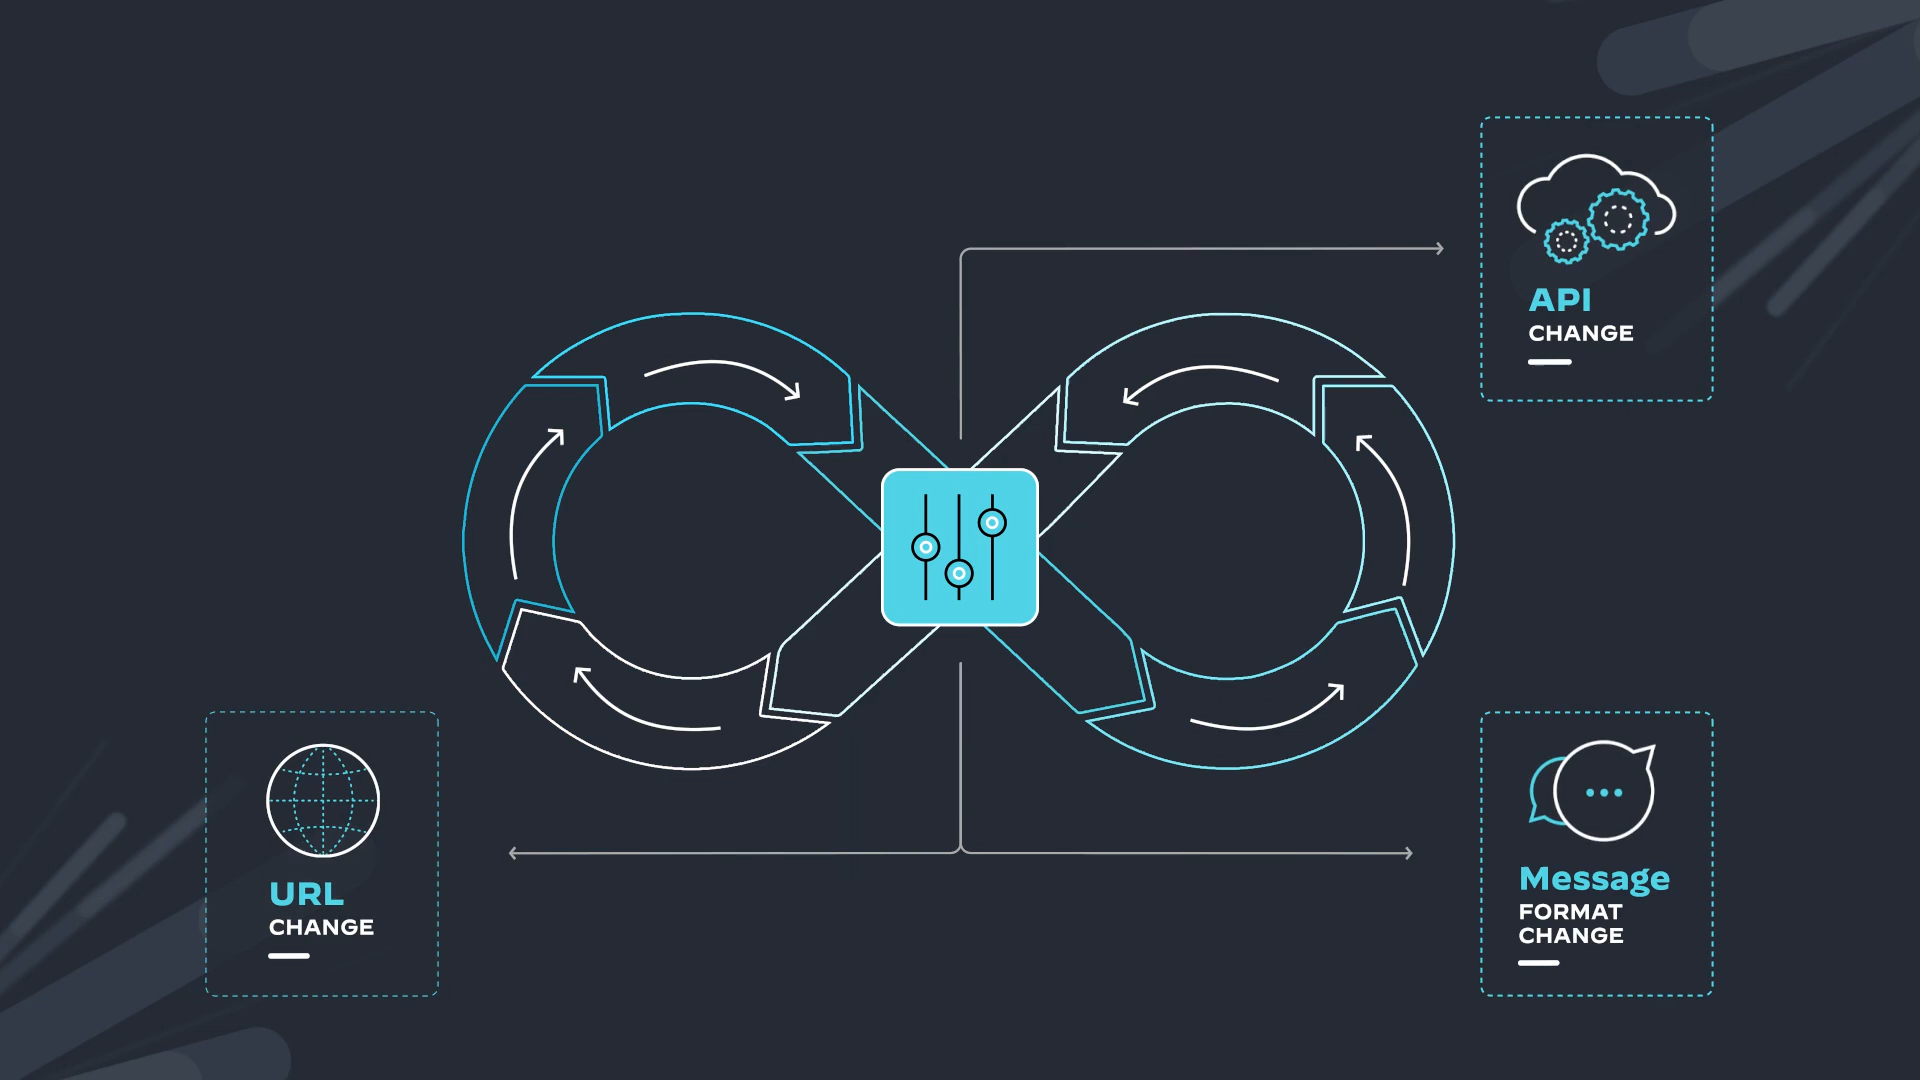 API
CHANGE
URL
CHANGE
Message
FORMAT
CHANGE